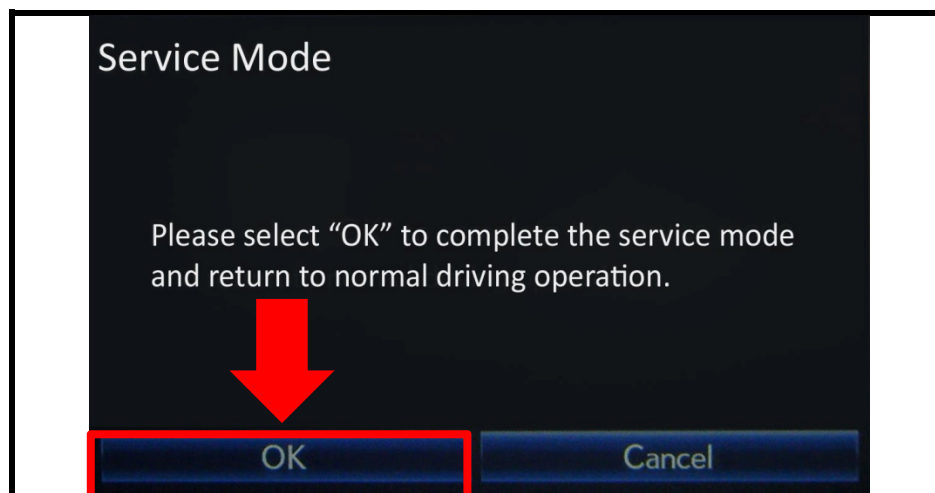 Service Mode
Please select “OK” to complete the service mode
and return to normal driving operation.
OK
Cancel